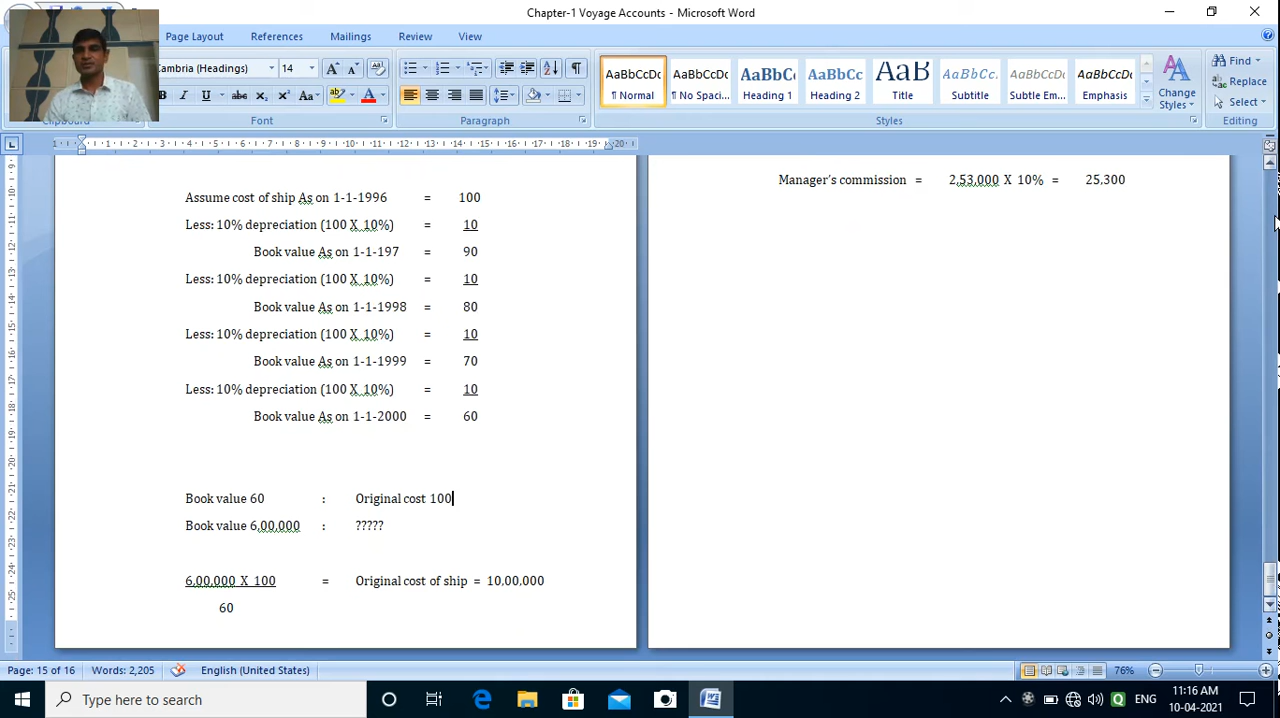 Chapter-1 Voyage Accounts - Microsoft Word
Page Layout References Mailings Review View
Cambria (Headings) 14
Font
Paragraph
AaBbCcDc AaBbCcDc AaBbC AaBbCc AaB AaBbCc. AaBbCcDc AaBbCcDc
¶ Normal ¶ No Spaci... Heading 1 Heading 2 Title Subtitle Subtle Em... Emphasis
Change Styles
Styles
Find
Replace
Select
Editing
Assume cost of ship As on 1-1-1996 = 100
Less: 10% depreciation (100 X 10%) = 10
Book value As on 1-1-197 = 90
Less: 10% depreciation (100 X 10%) = 10
Book value As on 1-1-1998 = 80
Less: 10% depreciation (100 X 10%) = 10
Book value As on 1-1-1999 = 70
Less: 10% depreciation (100 X 10%) = 10
Book value As on 1-1-2000 = 60
Book value 60 : Original cost 100
Book value 6,00,000 : ?????
6,00,000 X 100 = Original cost of ship = 10,00,000
60
Manager's commission = 2,53,000 X 10% = 25,300
Page: 15 of 16 Words: 2,205 English (United States) 76%
Type here to search
ENG
11:16 AM
10-04-2021